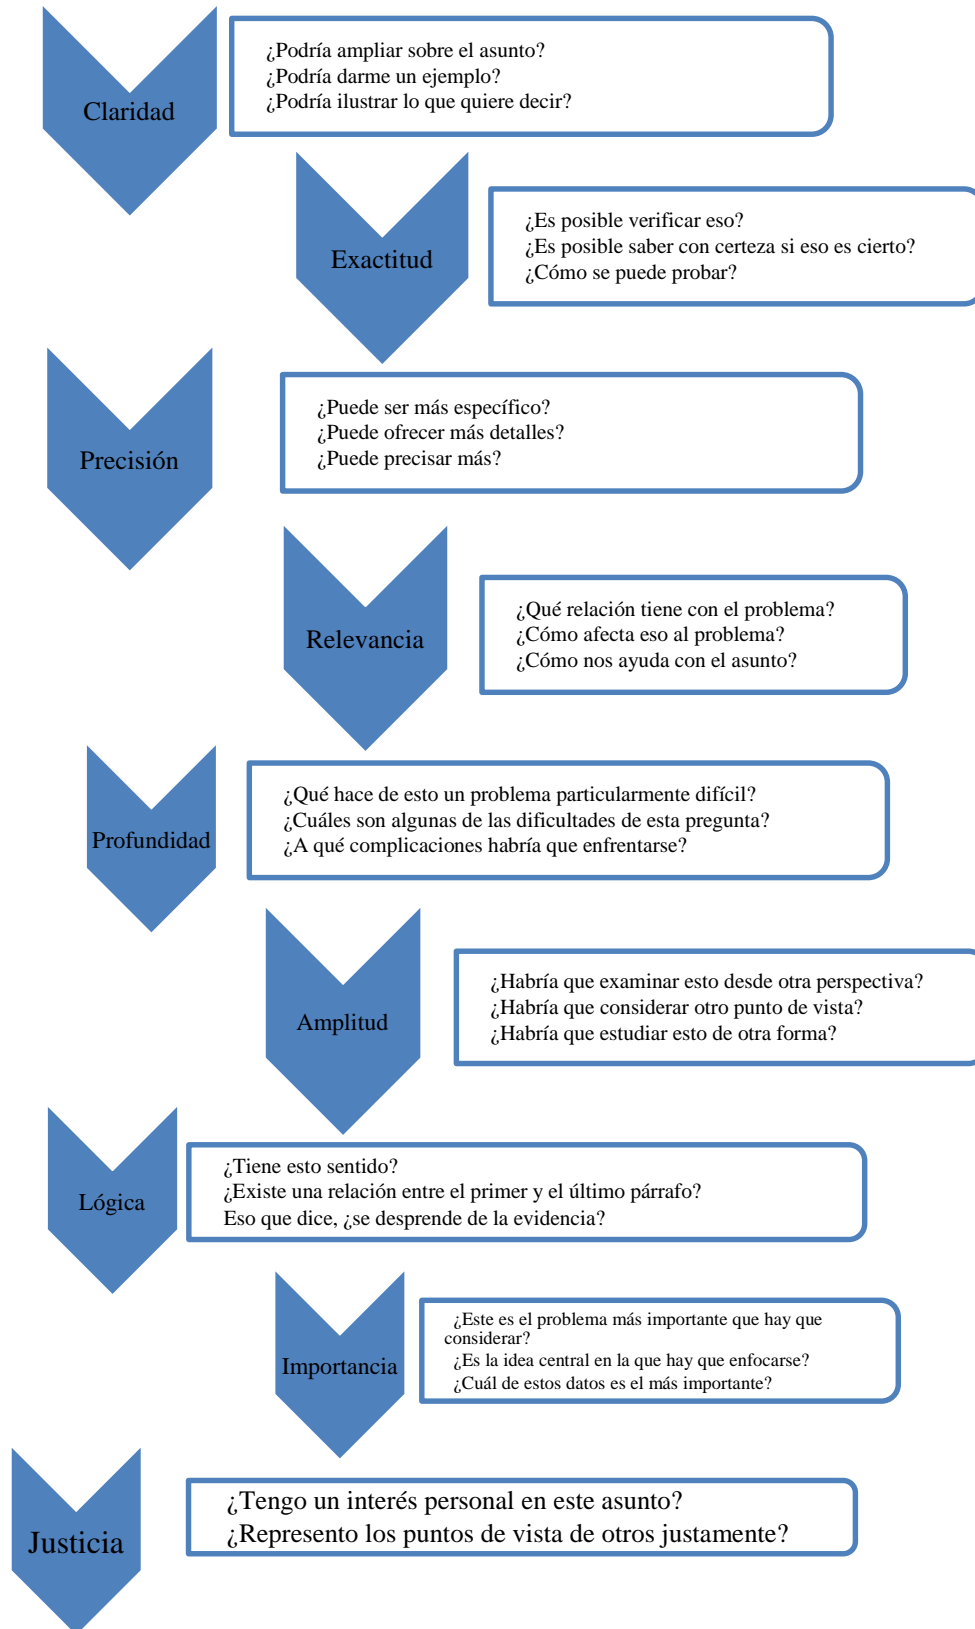 Claridad
¿Podría ampliar sobre el asunto?
¿Podría darme un ejemplo?
¿Podría ilustrar lo que quiere decir?
Exactitud
¿Es posible verificar eso?
¿Es posible saber con certeza si eso es cierto?
¿Cómo se puede probar?
Precisión
¿Puede ser más específico?
¿Puede ofrecer más detalles?
¿Puede precisar más?
Relevancia
¿Qué relación tiene con el problema?
¿Cómo afecta eso al problema?
¿Cómo nos ayuda con el asunto?
Profundidad
¿Qué hace de esto un problema particularmente difícil?
¿Cuáles son algunas de las dificultades de esta pregunta?
¿A qué complicaciones habría que enfrentarse?
Amplitud
¿Habría que examinar esto desde otra perspectiva?
¿Habría que considerar otro punto de vista?
¿Habría que estudiar esto de otra forma?
Lógica
¿Tiene esto sentido?
¿Existe una relación entre el primer y el último párrafo?
Eso que dice, ¿se desprende de la evidencia?
Importancia
¿Este es el problema más importante que hay que
considerar?
¿Es la idea central en la que hay que enfocarse?
¿Cuál de estos datos es el más importante?
Justicia
¿Tengo un interés personal en este asunto?
¿Represento los puntos de vista de otros justamente?